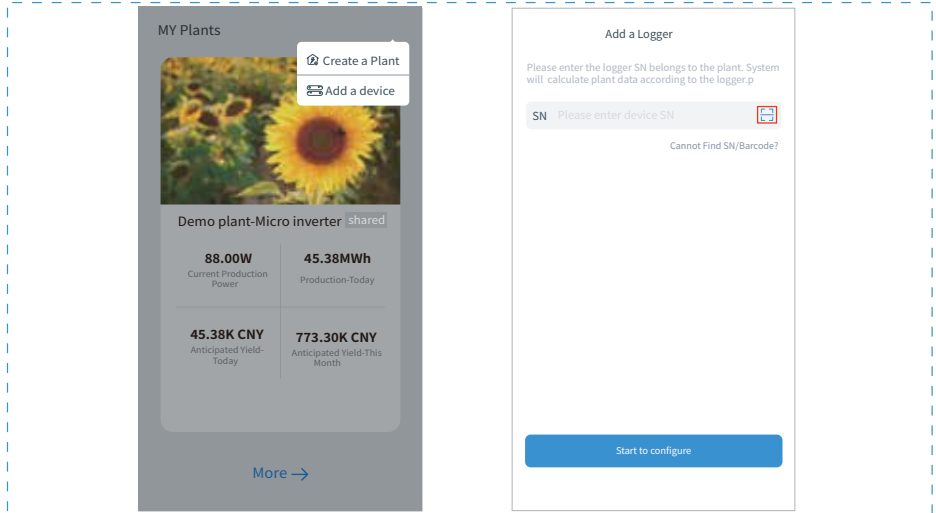 MY Plants
Create a Plant
Add a device
Demo plant-Micro inverter shared
88.00W
Current Production
Power
45.38MWh
Production-Today
45.38K CNY
Anticipated Yield-
Today
773.30K CNY
Anticipated Yield-This
Month
More
Add a Logger
Please enter the logger SN belongs to the plant. System
will calculate plant data according to the logger.p
SN Please enter device SN
Cannot Find SN/Barcode?
Start to configure